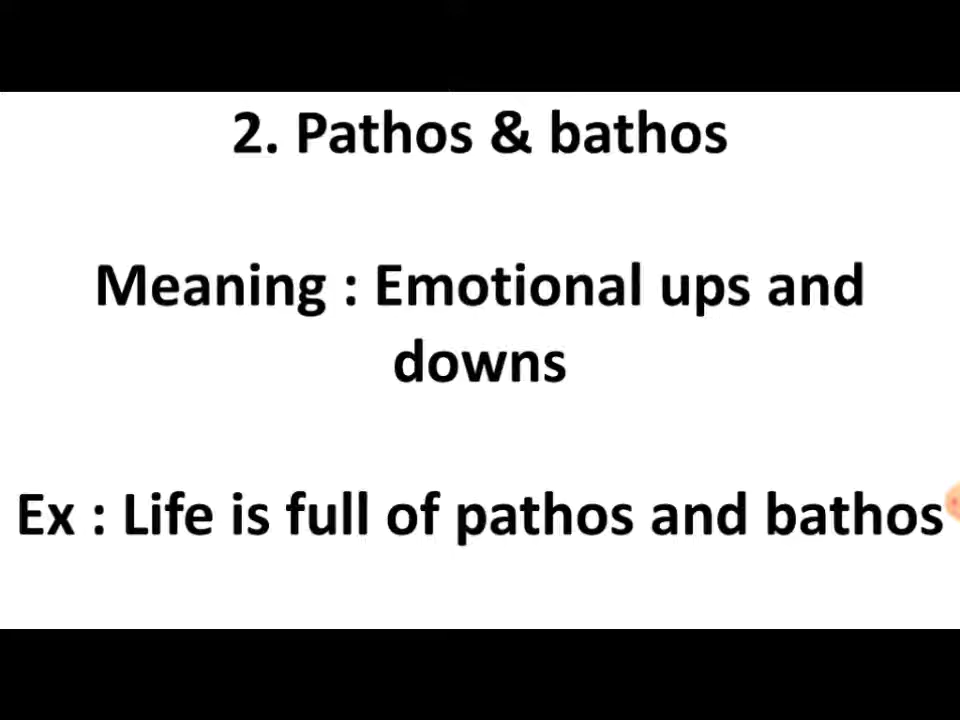 2. Pathos & bathos
Meaning : Emotional ups and
downs
Ex : Life is full of pathos and bathos